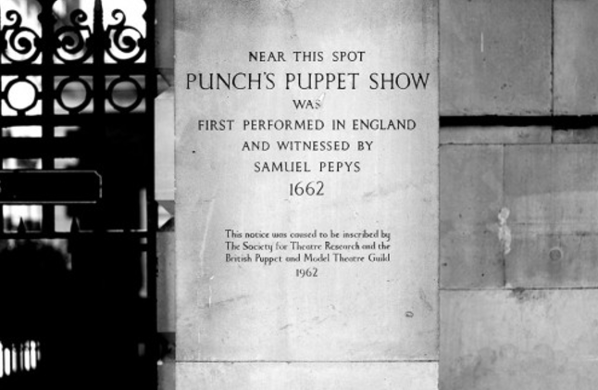 NEAR THIS SPOT
PUNCH'S PUPPET SHOW
WAS
FIRST PERFORMED IN ENGLAND
AND WITNESSED BY
SAMUEL PEPYS
1662
This notice was caused to be inscribed by
The Society for Theatre Research and the
British Puppet and Model Theatre Guild
1962